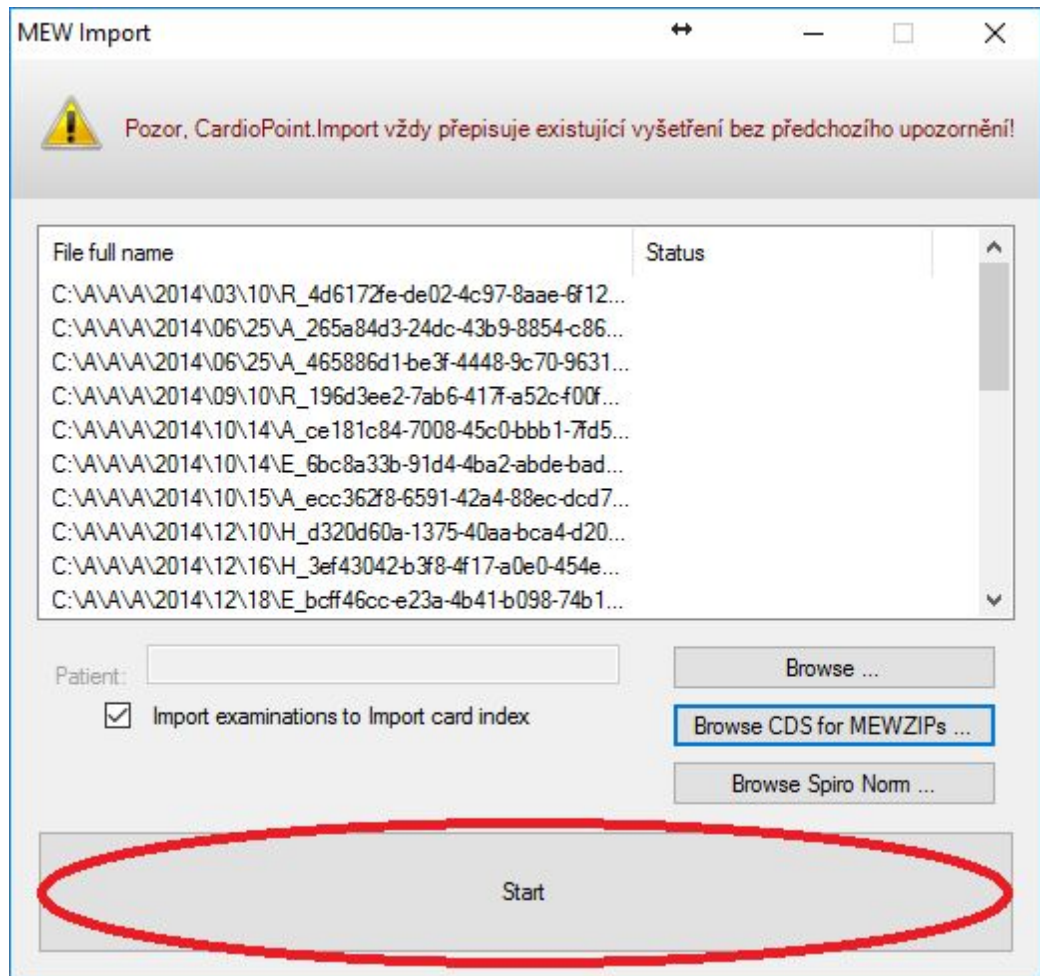 MEW Import
Pozor, CardioPoint.Import vždy přepisuje existující vyšetření bez předchozího upozornění!
File full name Status
C:\A\A\A\2014\03\10\R_4d6172fe-de02-4c97-8aae-6f12...
C:\A\A\A\2014\06\25\A_265a84d3-24dc-43b9-8854-c86...
C:\A\A\A\2014\06\25\A_465886d1-be3f-4448-9c70-9631...
C:\A\A\A\2014\09\10\R_196d3ee2-7ab6-417f-a52c-f00f...
C:\A\A\A\2014\10\14\A_ce181c84-7008-45c0-bbb1-7fd5...
C:\A\A\A\2014\10\14\E_6bc8a33b-91d4-4ba2-abde-bad...
C:\A\A\A\2014\10\15\A_ecc362f8-6591-42a4-88ec-dcd7...
C:\A\A\A\2014\12\10\H_d320d60a-1375-40aa-bca4-d20...
C:\A\A\A\2014\12\16\H_3ef43042-b3f8-4f17-a0e0-454e...
C:\A\A\A\2014\12\18\E_bcff46cc-e23a-4b41-b098-74b1...
Patient:
Browse ...
Import examinations to Import card index
Browse CDS for MEWZIPs ...
Browse Spiro Norm ...
Start